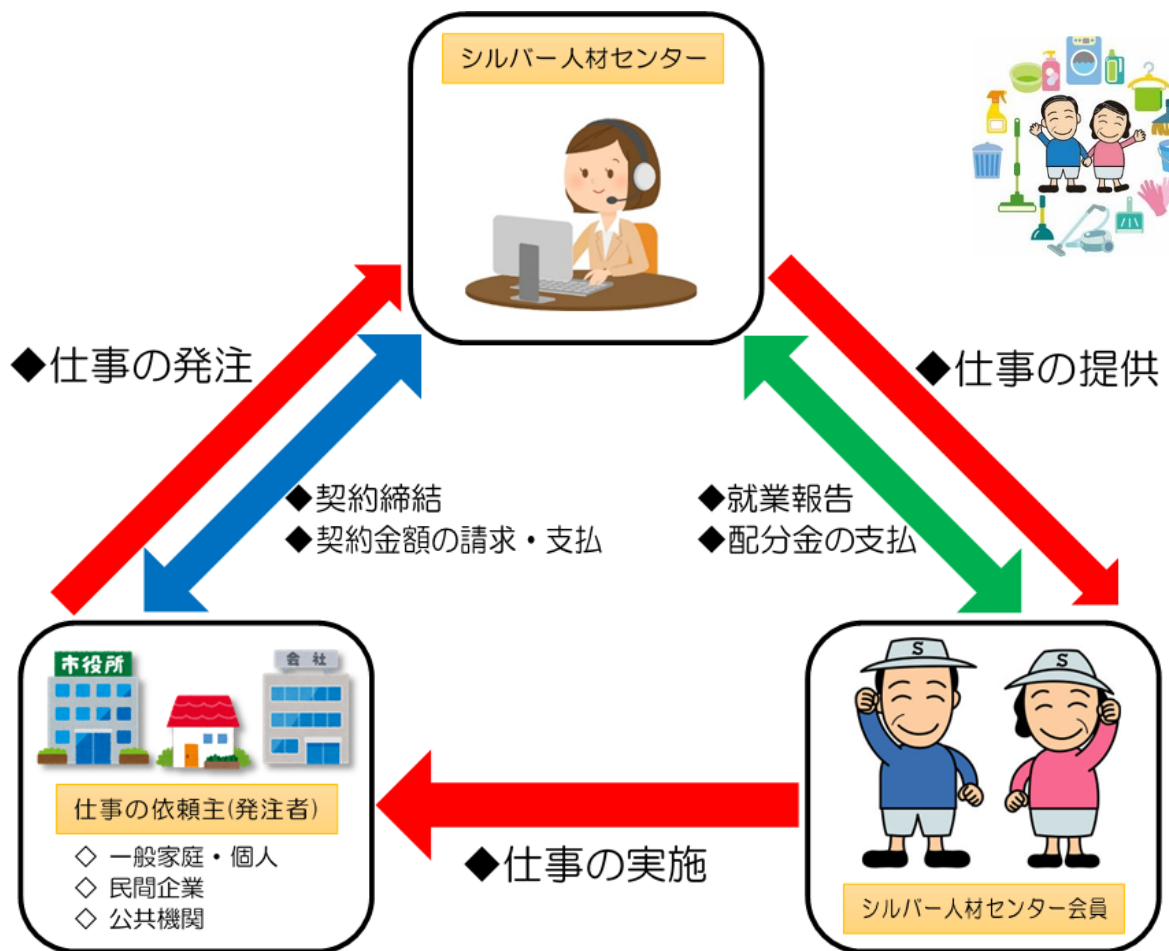 シルバー人材センター
◆仕事の発注
◆仕事の提供
◆契約締結
◆契約金額の請求・支払
◆就業報告
◆配分金の支払
市役所
会社
仕事の依頼主(発注者)
◇ 一般家庭・個人
◇ 民間企業
◇ 公共機関
◆仕事の実施
S
S
シルバー人材センター会員